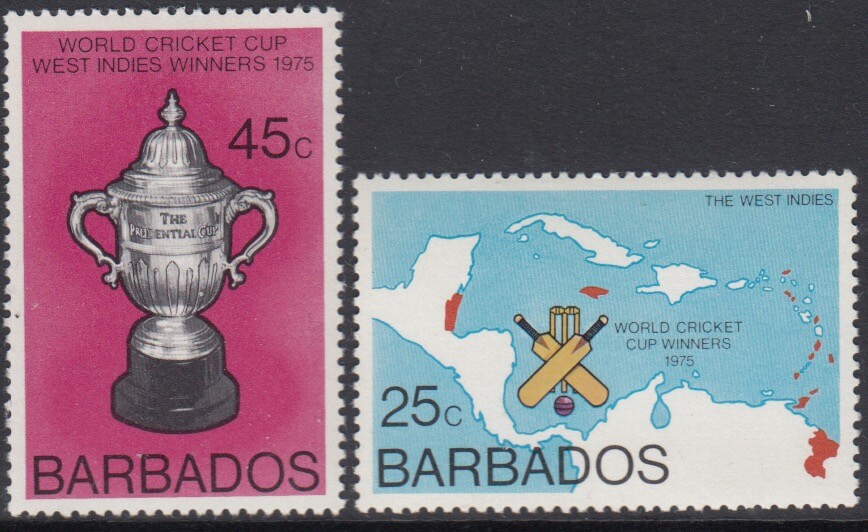 WORLD CRICKET CUP
WEST INDIES WINNERS 1975
45c
THE
PRUDENTIAL CUP
BARBADOS
THE WEST INDIES
WORLD CRICKET
CUP WINNERS
1975
25c
BARBADOS